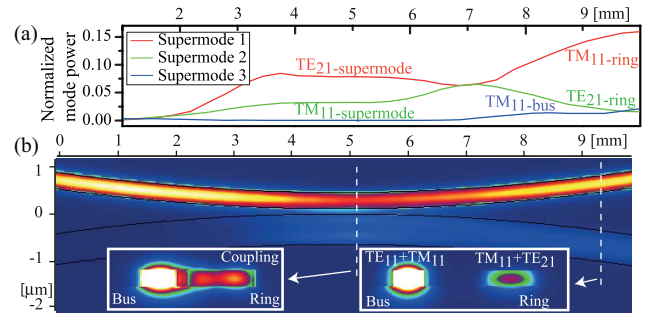 2 3 4 5 6 7 8 9 [mm]
(a)
Normalized
mode power
0.15
0.10
0.05
0.00
Supermode 1
Supermode 2
Supermode 3
TE21-supermode
TM11-supermode
TM11-ring
TE21-ring
TM11-bus
(b)
0 1 2 3 4 5 6 7 8 9 [mm]
1
0
-1
[μm]
-2
Coupling
Bus
Ring
TE11+TM11
TM11+TE21
Bus
Ring